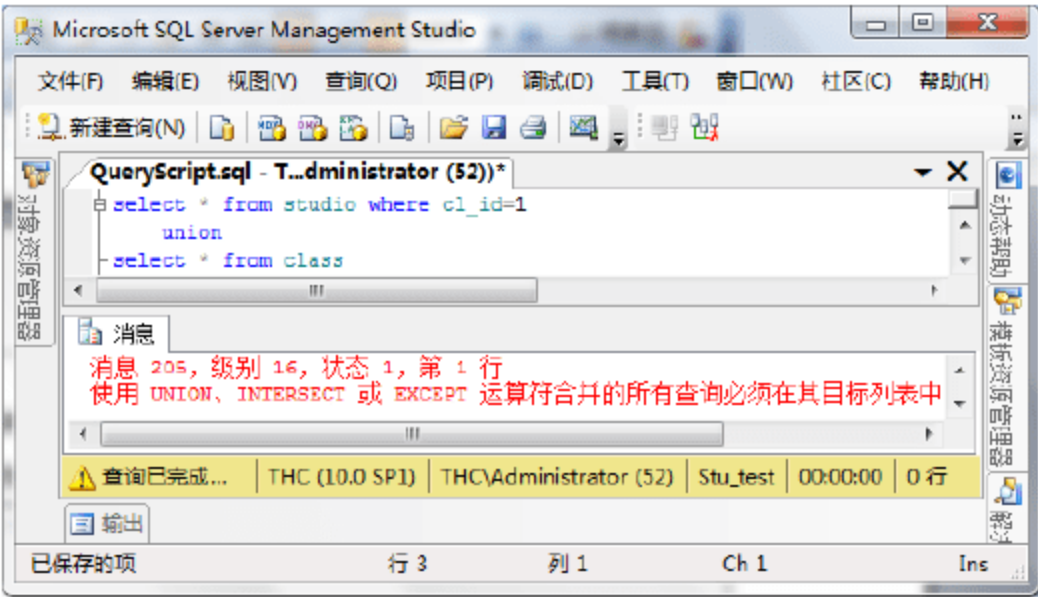 Microsoft SQL Server Management Studio
文件(F) 编辑(E) 视图(V) 查询(Q) 项目(P) 调试(D) 工具(T) 窗口(W) 社区(C) 帮助(H)
新建查询(N)
QueryScript.sql - T...dministrator (52))*
对象资源管理器
select * from studio where cl_id=1
union
select * from class
动态帮助
模板资源管理器
消息
消息 205，级别 16，状态 1，第 1 行
使用 UNION、INTERSECT 或 EXCEPT 运算符合并的所有查询必须在其目标列表中
查询已完成... THC (10.0 SP1) THC\Administrator (52) Stu_test 00:00:00 0 行
输出
已保存的项 行 3 列 1 Ch 1 Ins